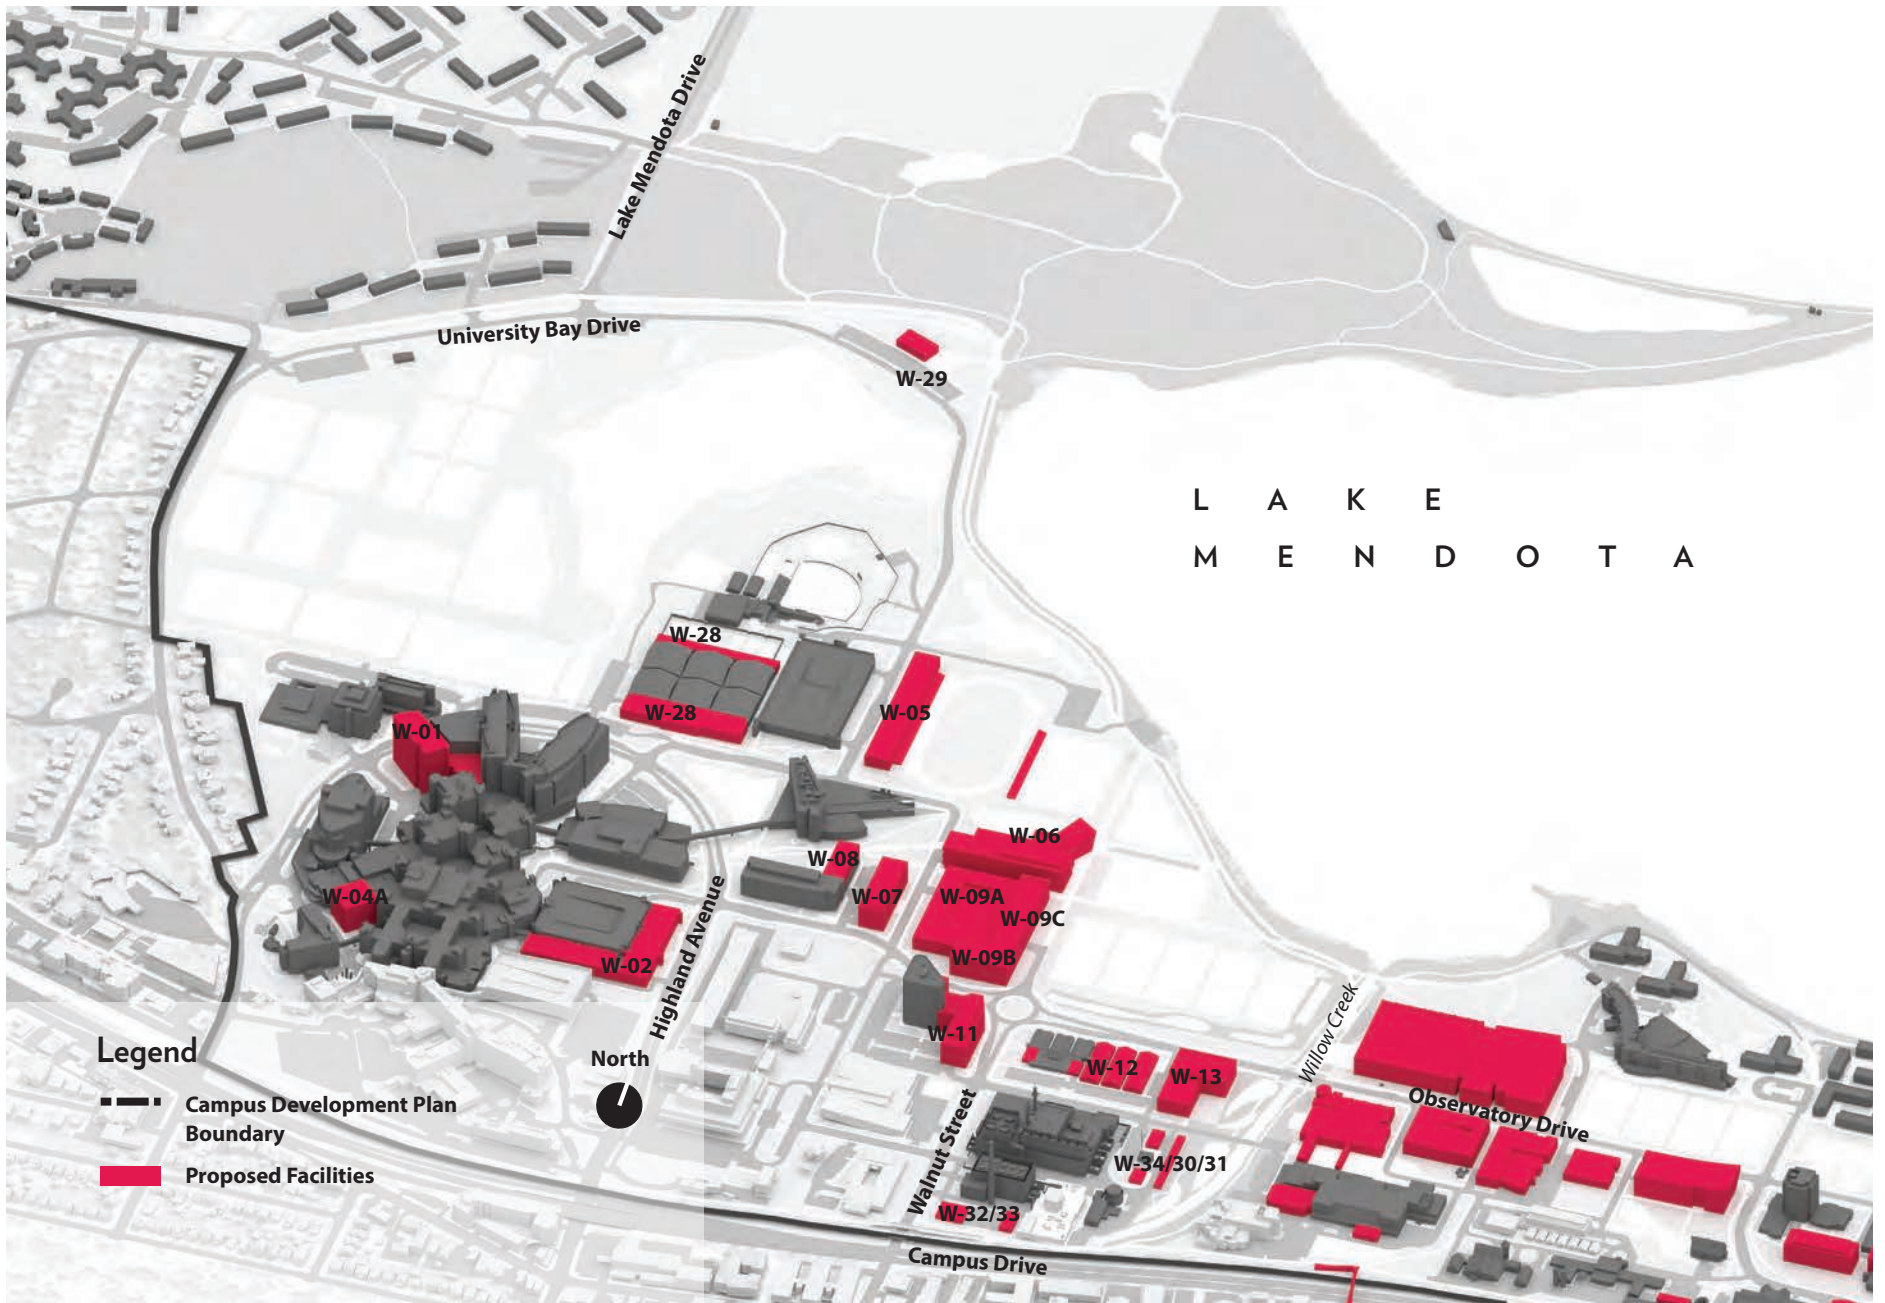 Lake Mendota Drive
University Bay Drive
W-29
L A K E
M E N D O T A
W-28
W-28
W-05
W-01
W-06
W-08
W-04A
W-07
W-09A
W-09C
W-02
W-09B
Highland Avenue
W-11
Willow Creek
W-12
W-13
Observatory Drive
Walnut Street
W-34/30/31
W-32/33
Campus Drive
Legend
North
Campus Development Plan
Boundary
Proposed Facilities